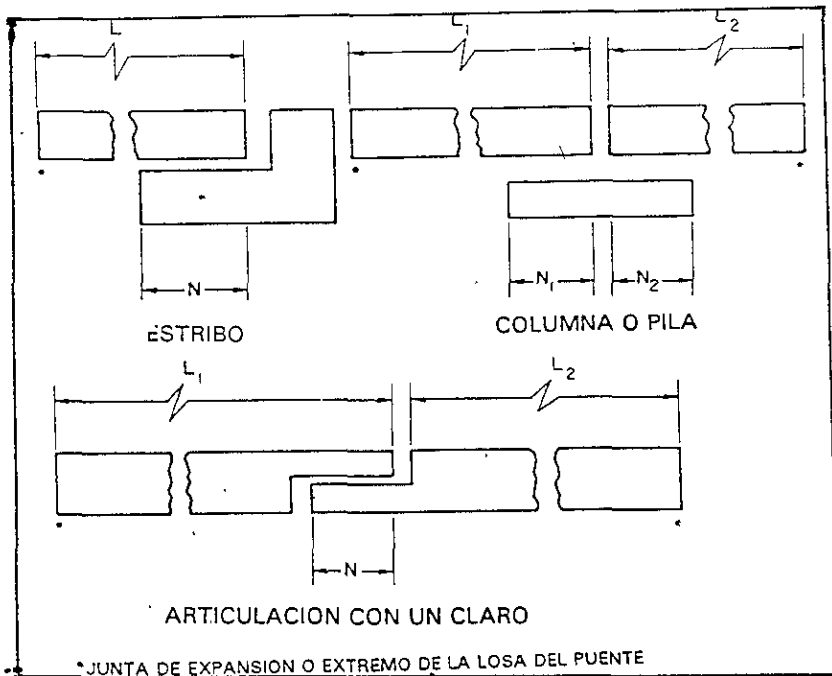 L L₁ L₂
N N₁ N₂
ESTRIBO COLUMNA O PILA
L₁ L₂
N
ARTICULACION CON UN CLARO
*JUNTA DE EXPANSION O EXTREMO DE LA LOSA DEL PUENTE